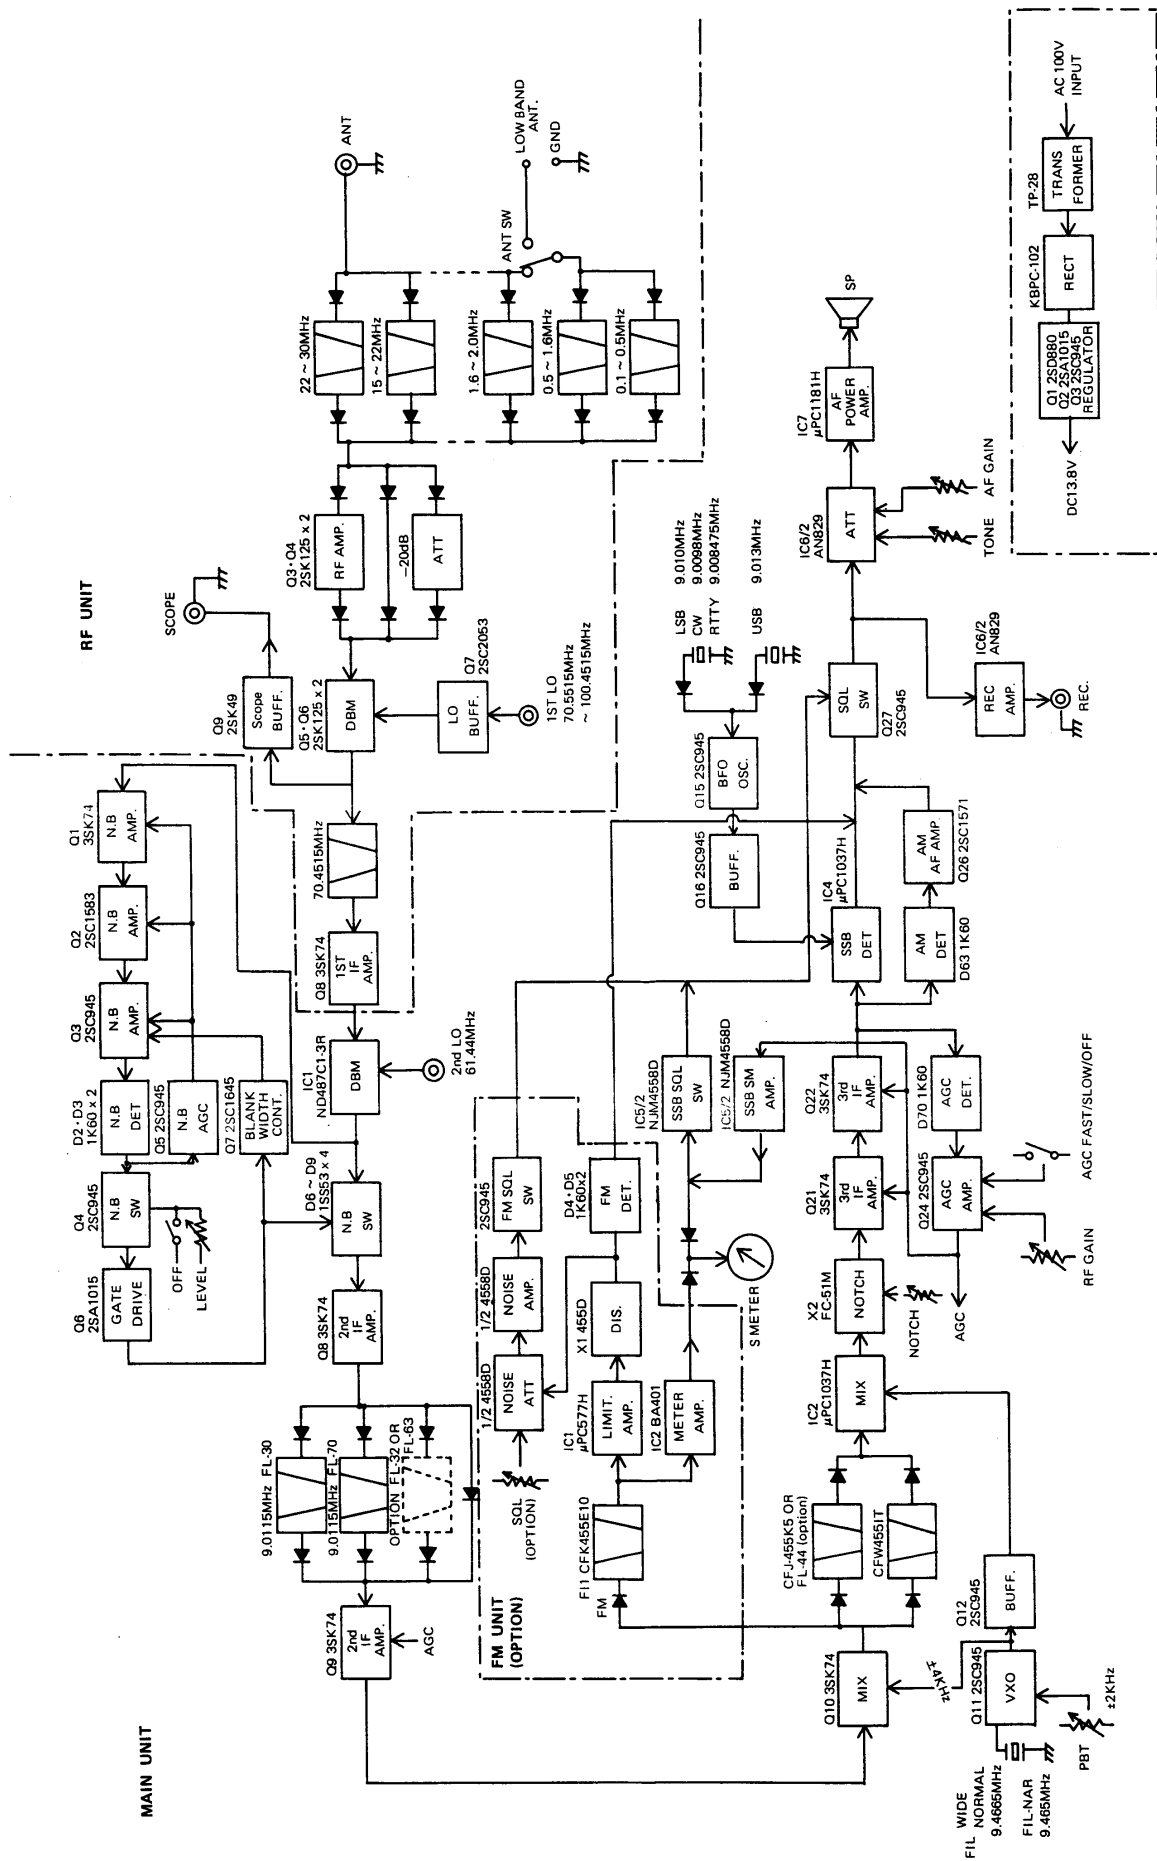 RF UNIT
ANT
LOW BAND
ANT.
GND
ANT SW
22 ~ 30MHz
15 ~ 22MHz
1.6 ~ 2.0MHz
0.5 ~ 1.6MHz
0.1 ~ 0.5MHz
Q3·Q4
2SK125 x 2
RF AMP.
−20dB
ATT
SCOPE
Q9
2SK49
Scope
BUFF.
Q5·Q6
2SK125 x 2
DBM
Q7
2SC2053
LO
BUFF.
1ST LO
70.5515MHz
~ 100.4515MHz
70.4515MHz
Q8 3SK74
1ST
IF
AMP.
MAIN UNIT
Q1
3SK74
N.B
AMP.
Q2
2SC1583
N.B
AMP.
Q3
2SC945
N.B
AMP.
D2·D3
1K60 x 2
N.B
DET
Q5 2SC945
N.B
AGC
Q7 2SC1645
BLANK
WIDTH
CONT.
Q4
2SC945
N.B
SW
OFF
LEVEL
Q6
2SA1015
GATE
DRIVE
IC1
ND487C1-3R
DBM
2nd LO
61.44MHz
D6 ~ D9
1SS53 x 4
N.B
SW
Q8 3SK74
2nd
IF
AMP.
9.0115MHz FL-30
9.0115MHz FL-70
OPTION FL-32 OR
FL-63
Q9 3SK74
2nd
IF
AMP.
AGC
FM UNIT
(OPTION)
SQL
(OPTION)
1/2 4558D
NOISE
ATT
1/2 4558D
NOISE
AMP.
2SC945
FM SQL
SW
FI1 CFK455E10
FM
IC1
μPC577H
LIMIT.
AMP.
X1 455D
DIS.
D4·D5
1K60x2
FM
DET.
IC2 BA401
METER
AMP.
S METER
IC5/2
NJM4558D
SSB SQL
SW
IC5/2 NJM4558D
SSB SM
AMP.
Q10 3SK74
MIX
±4KHz
CFJ-455K5 OR
FL-44 (option)
CFW455IT
IC2
μPC1037H
MIX
X2
FC-51M
NOTCH
NOTCH
Q21
3SK74
3rd
IF
AMP.
Q22
3SK74
3rd
IF
AMP.
Q24 2SC945
AGC
AMP.
D70 1K60
AGC
DET.
AGC
RF GAIN
AGC FAST/SLOW/OFF
FIL WIDE
NORMAL
9.4665MHz
FIL-NAR
9.465MHz
PBT
±2KHz
Q11 2SC945
VXO
Q12
2SC945
BUFF.
IC4
μPC1037H
SSB
DET
AM
DET
D63 1K60
AM
AF AMP.
Q26 2SC1571
Q16 2SC945
BUFF.
Q15 2SC945
BFO
OSC.
LSB 9.010MHz
CW 9.0098MHz
RTTY 9.008475MHz
USB 9.013MHz
SQL
SW
Q27
2SC945
IC6/2
AN829
REC
AMP.
REC.
IC6/2
AN829
ATT
TONE
AF GAIN
IC7
μPC1181H
AF
POWER
AMP.
SP
AC 100V
INPUT
TP-28
TRANS
FORMER
KBPC-102
RECT
Q1 2SD880
Q2 2SA1015
Q3 2SC945
REGULATOR
DC13.8V